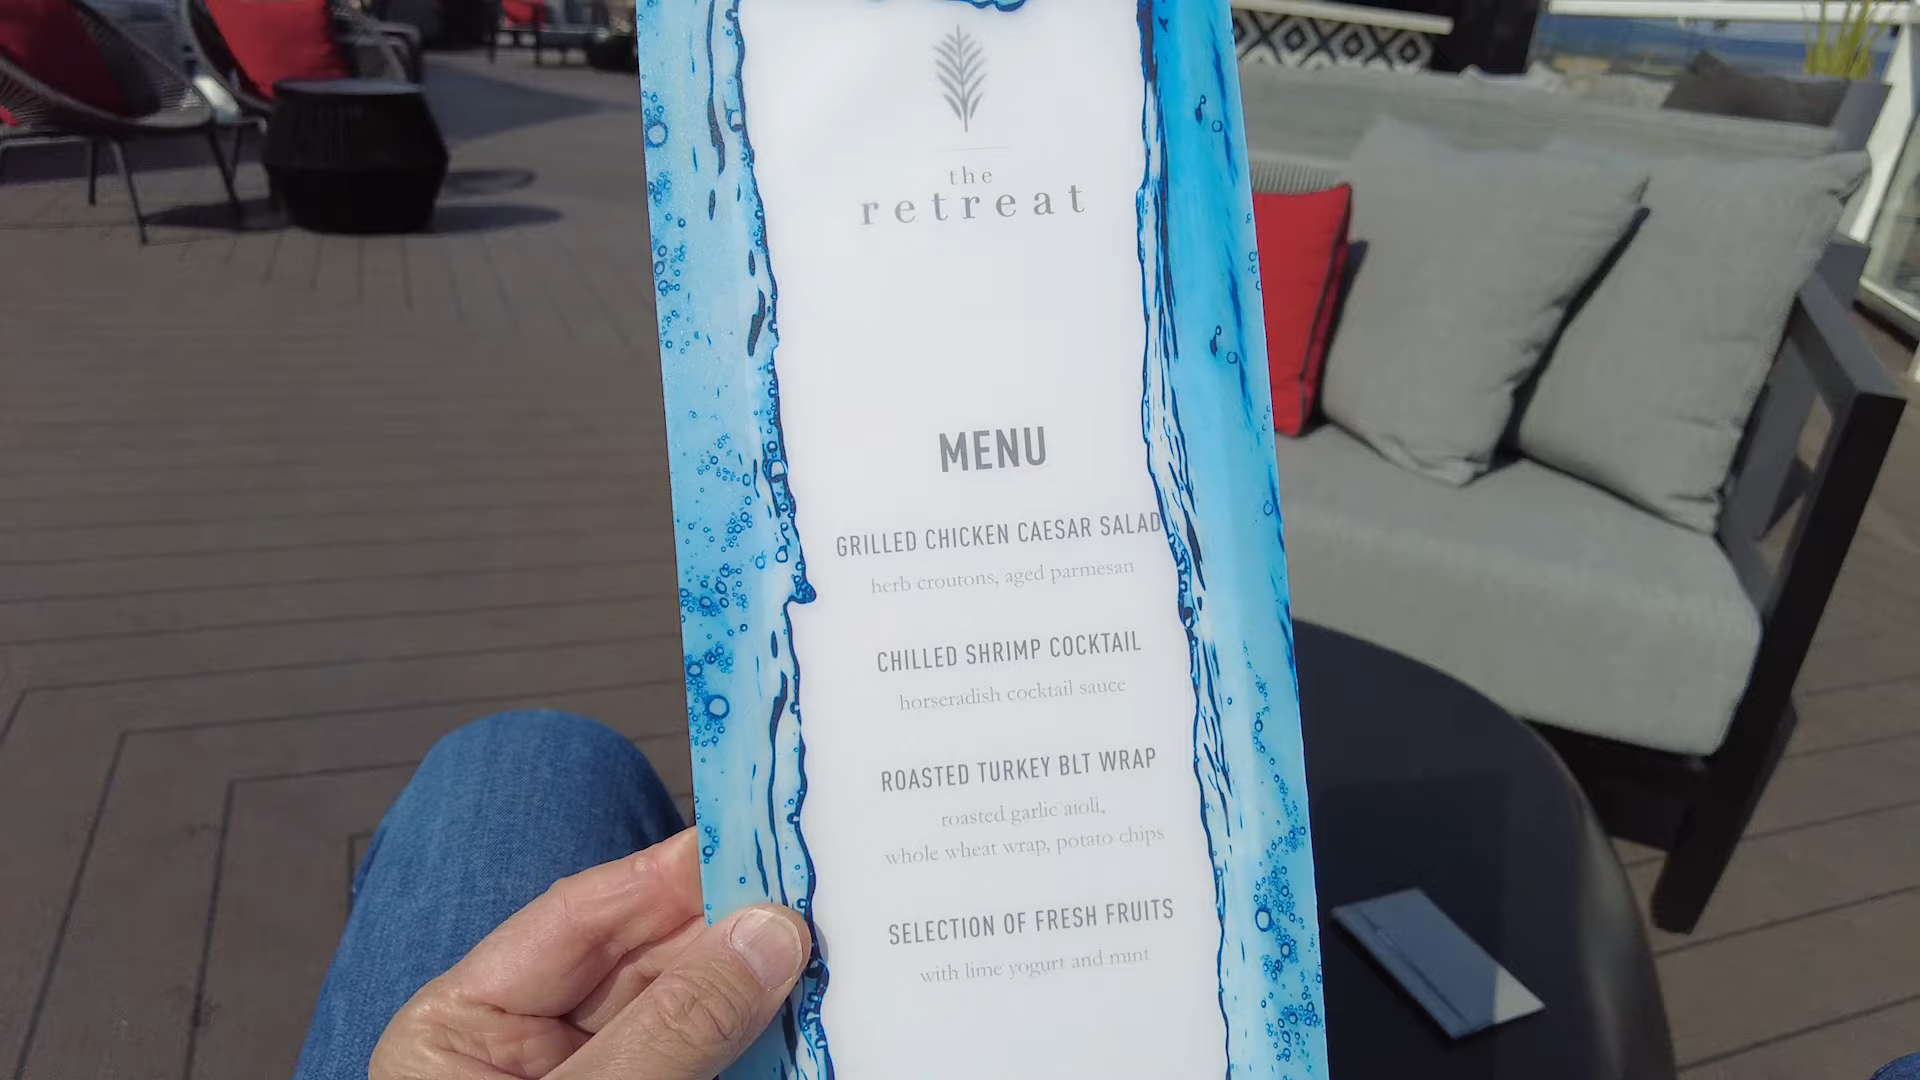 the
retreat
MENU
GRILLED CHICKEN CAESAR SALAD
herb croutons, aged parmesan
CHILLED SHRIMP COCKTAIL
horseradish cocktail sauce
ROASTED TURKEY BLT WRAP
roasted garlic aioli,
whole wheat wrap, potato chips
SELECTION OF FRESH FRUITS
with lime yogurt and mint